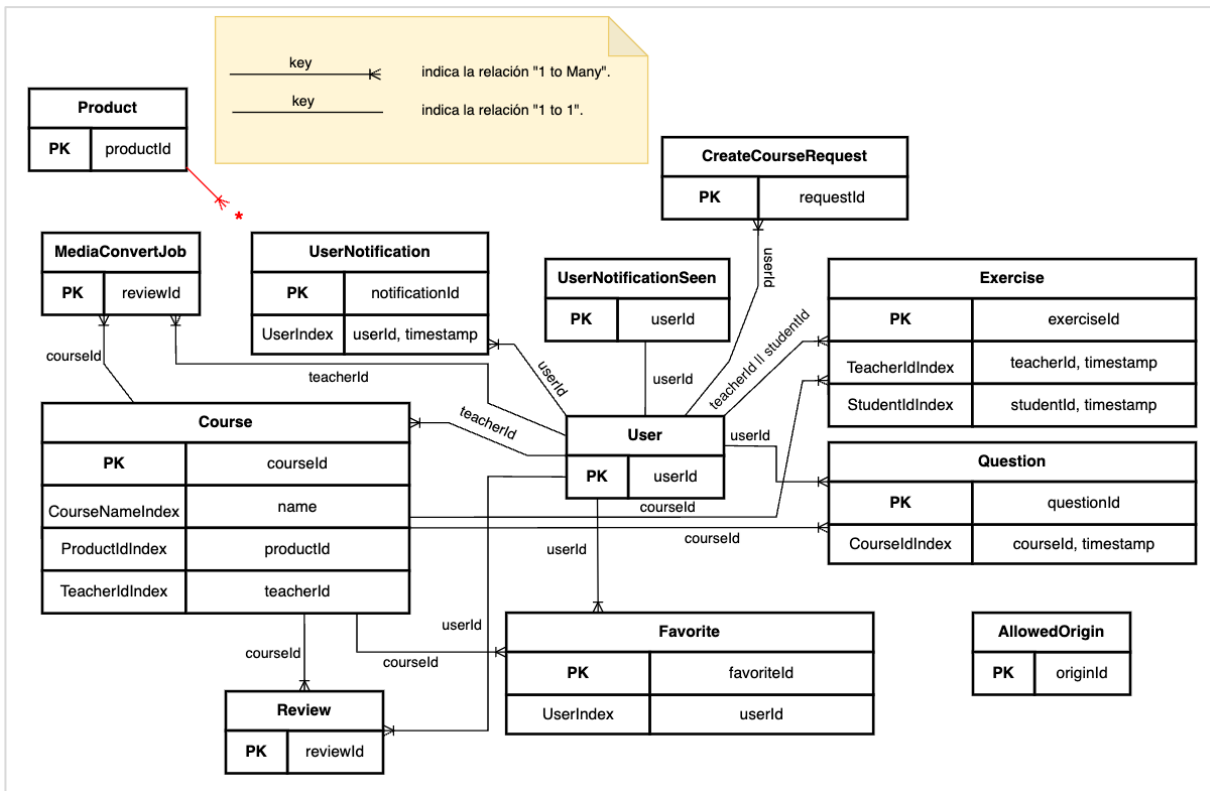 key
indica la relación "1 to Many".
key
indica la relación "1 to 1".
Product
PK productId
*
CreateCourseRequest
PK requestId
MediaConvertJob
PK reviewId
UserNotification
PK notificationId
UserIndex userId, timestamp
UserNotificationSeen
PK userId
Exercise
PK exerciseId
TeacherIdIndex teacherId, timestamp
StudentIdIndex studentId, timestamp
userId
teacherId || studentId
courseId
teacherId
userId
userId
teacherId
userId
Course
PK courseId
CourseNameIndex name
ProductIdIndex productId
TeacherIdIndex teacherId
User
PK userId
Question
PK questionId
CourseIdIndex courseId, timestamp
courseId
courseId
userId
userId
courseId
courseId
Favorite
PK favoriteId
UserIndex userId
AllowedOrigin
PK originId
Review
PK reviewId